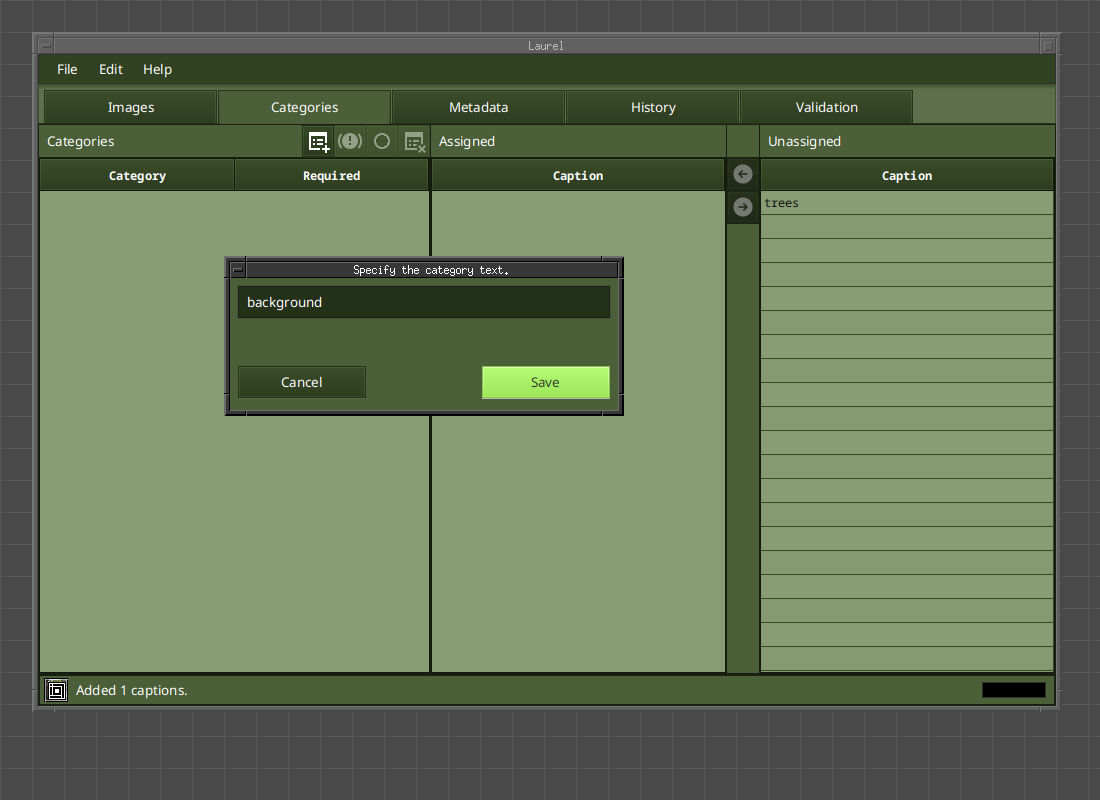 Laurel
File Edit Help
Images Categories Metadata History Validation
Categories Assigned Unassigned
Category Required Caption Caption
trees
Specify the category text.
background
Cancel Save
Added 1 captions.